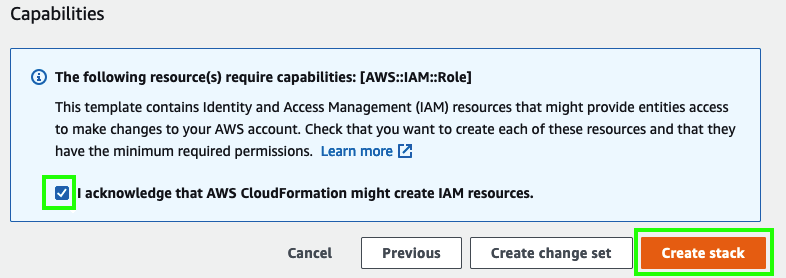 Capabilities
The following resource(s) require capabilities: [AWS::IAM::Role]
This template contains Identity and Access Management (IAM) resources that might provide entities access
to make changes to your AWS account. Check that you want to create each of these resources and that they
have the minimum required permissions. Learn more
I acknowledge that AWS CloudFormation might create IAM resources.
Cancel Previous Create change set Create stack